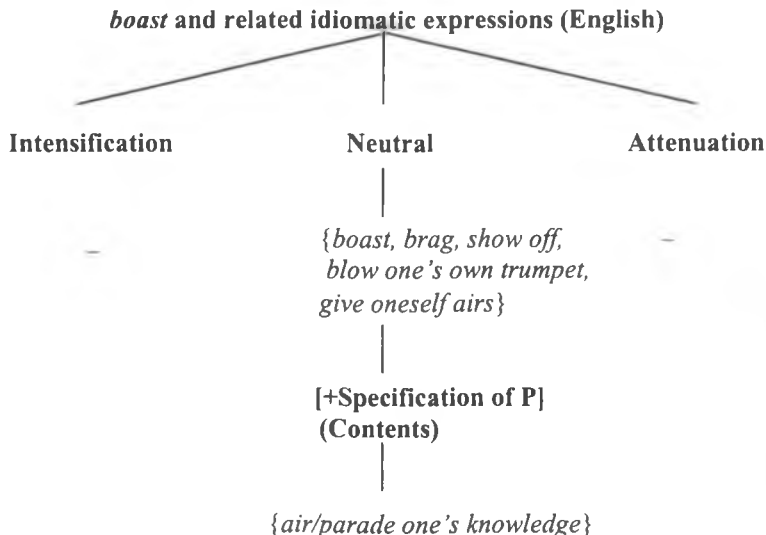 boast and related idiomatic expressions (English)
Intensification Neutral Attenuation
– {boast, brag, show off, –
blow one's own trumpet,
give oneself airs}
[+Specification of P]
(Contents)
{air/parade one's knowledge}